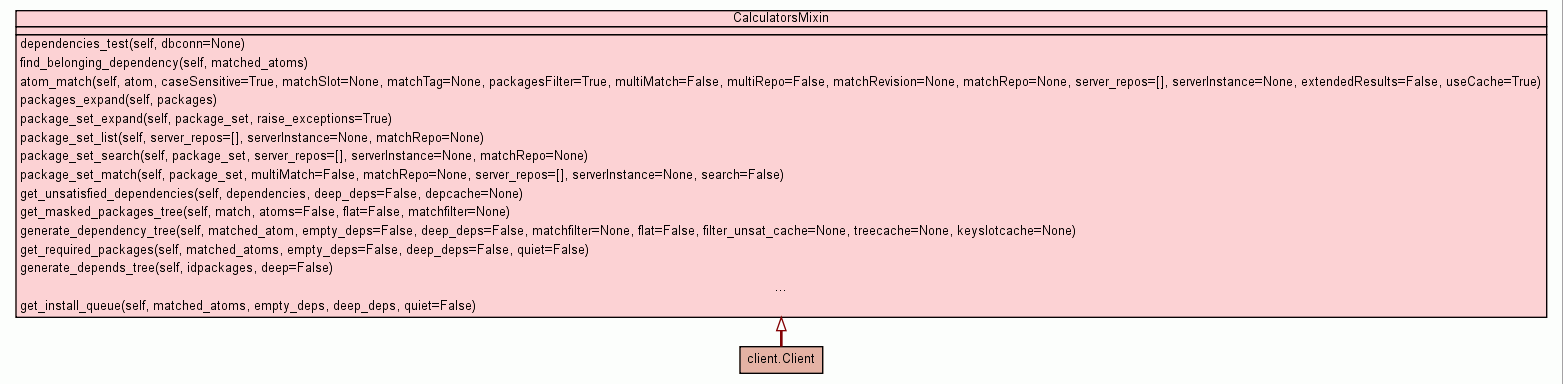 CalculatorsMixin
dependencies_test(self, dbconn=None)
find_belonging_dependency(self, matched_atoms)
atom_match(self, atom, caseSensitive=True, matchSlot=None, matchTag=None, packagesFilter=True, multiMatch=False, multiRepo=False, matchRevision=None, matchRepo=None, server_repos=[], serverInstance=None, extendedResults=False, useCache=True)
packages_expand(self, packages)
package_set_expand(self, package_set, raise_exceptions=True)
package_set_list(self, server_repos=[], serverInstance=None, matchRepo=None)
package_set_search(self, package_set, server_repos=[], serverInstance=None, matchRepo=None)
package_set_match(self, package_set, multiMatch=False, matchRepo=None, server_repos=[], serverInstance=None, search=False)
get_unsatisfied_dependencies(self, dependencies, deep_deps=False, depcache=None)
get_masked_packages_tree(self, match, atoms=False, flat=False, matchfilter=None)
generate_dependency_tree(self, matched_atom, empty_deps=False, deep_deps=False, matchfilter=None, flat=False, filter_unsat_cache=None, treecache=None, keyslotcache=None)
get_required_packages(self, matched_atoms, empty_deps=False, deep_deps=False, quiet=False)
generate_depends_tree(self, idpackages, deep=False)
...
get_install_queue(self, matched_atoms, empty_deps, deep_deps, quiet=False)
client.Client